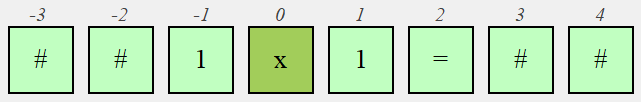 -3 -2 -1 0 1 2 3 4
# # 1 x 1 = # #